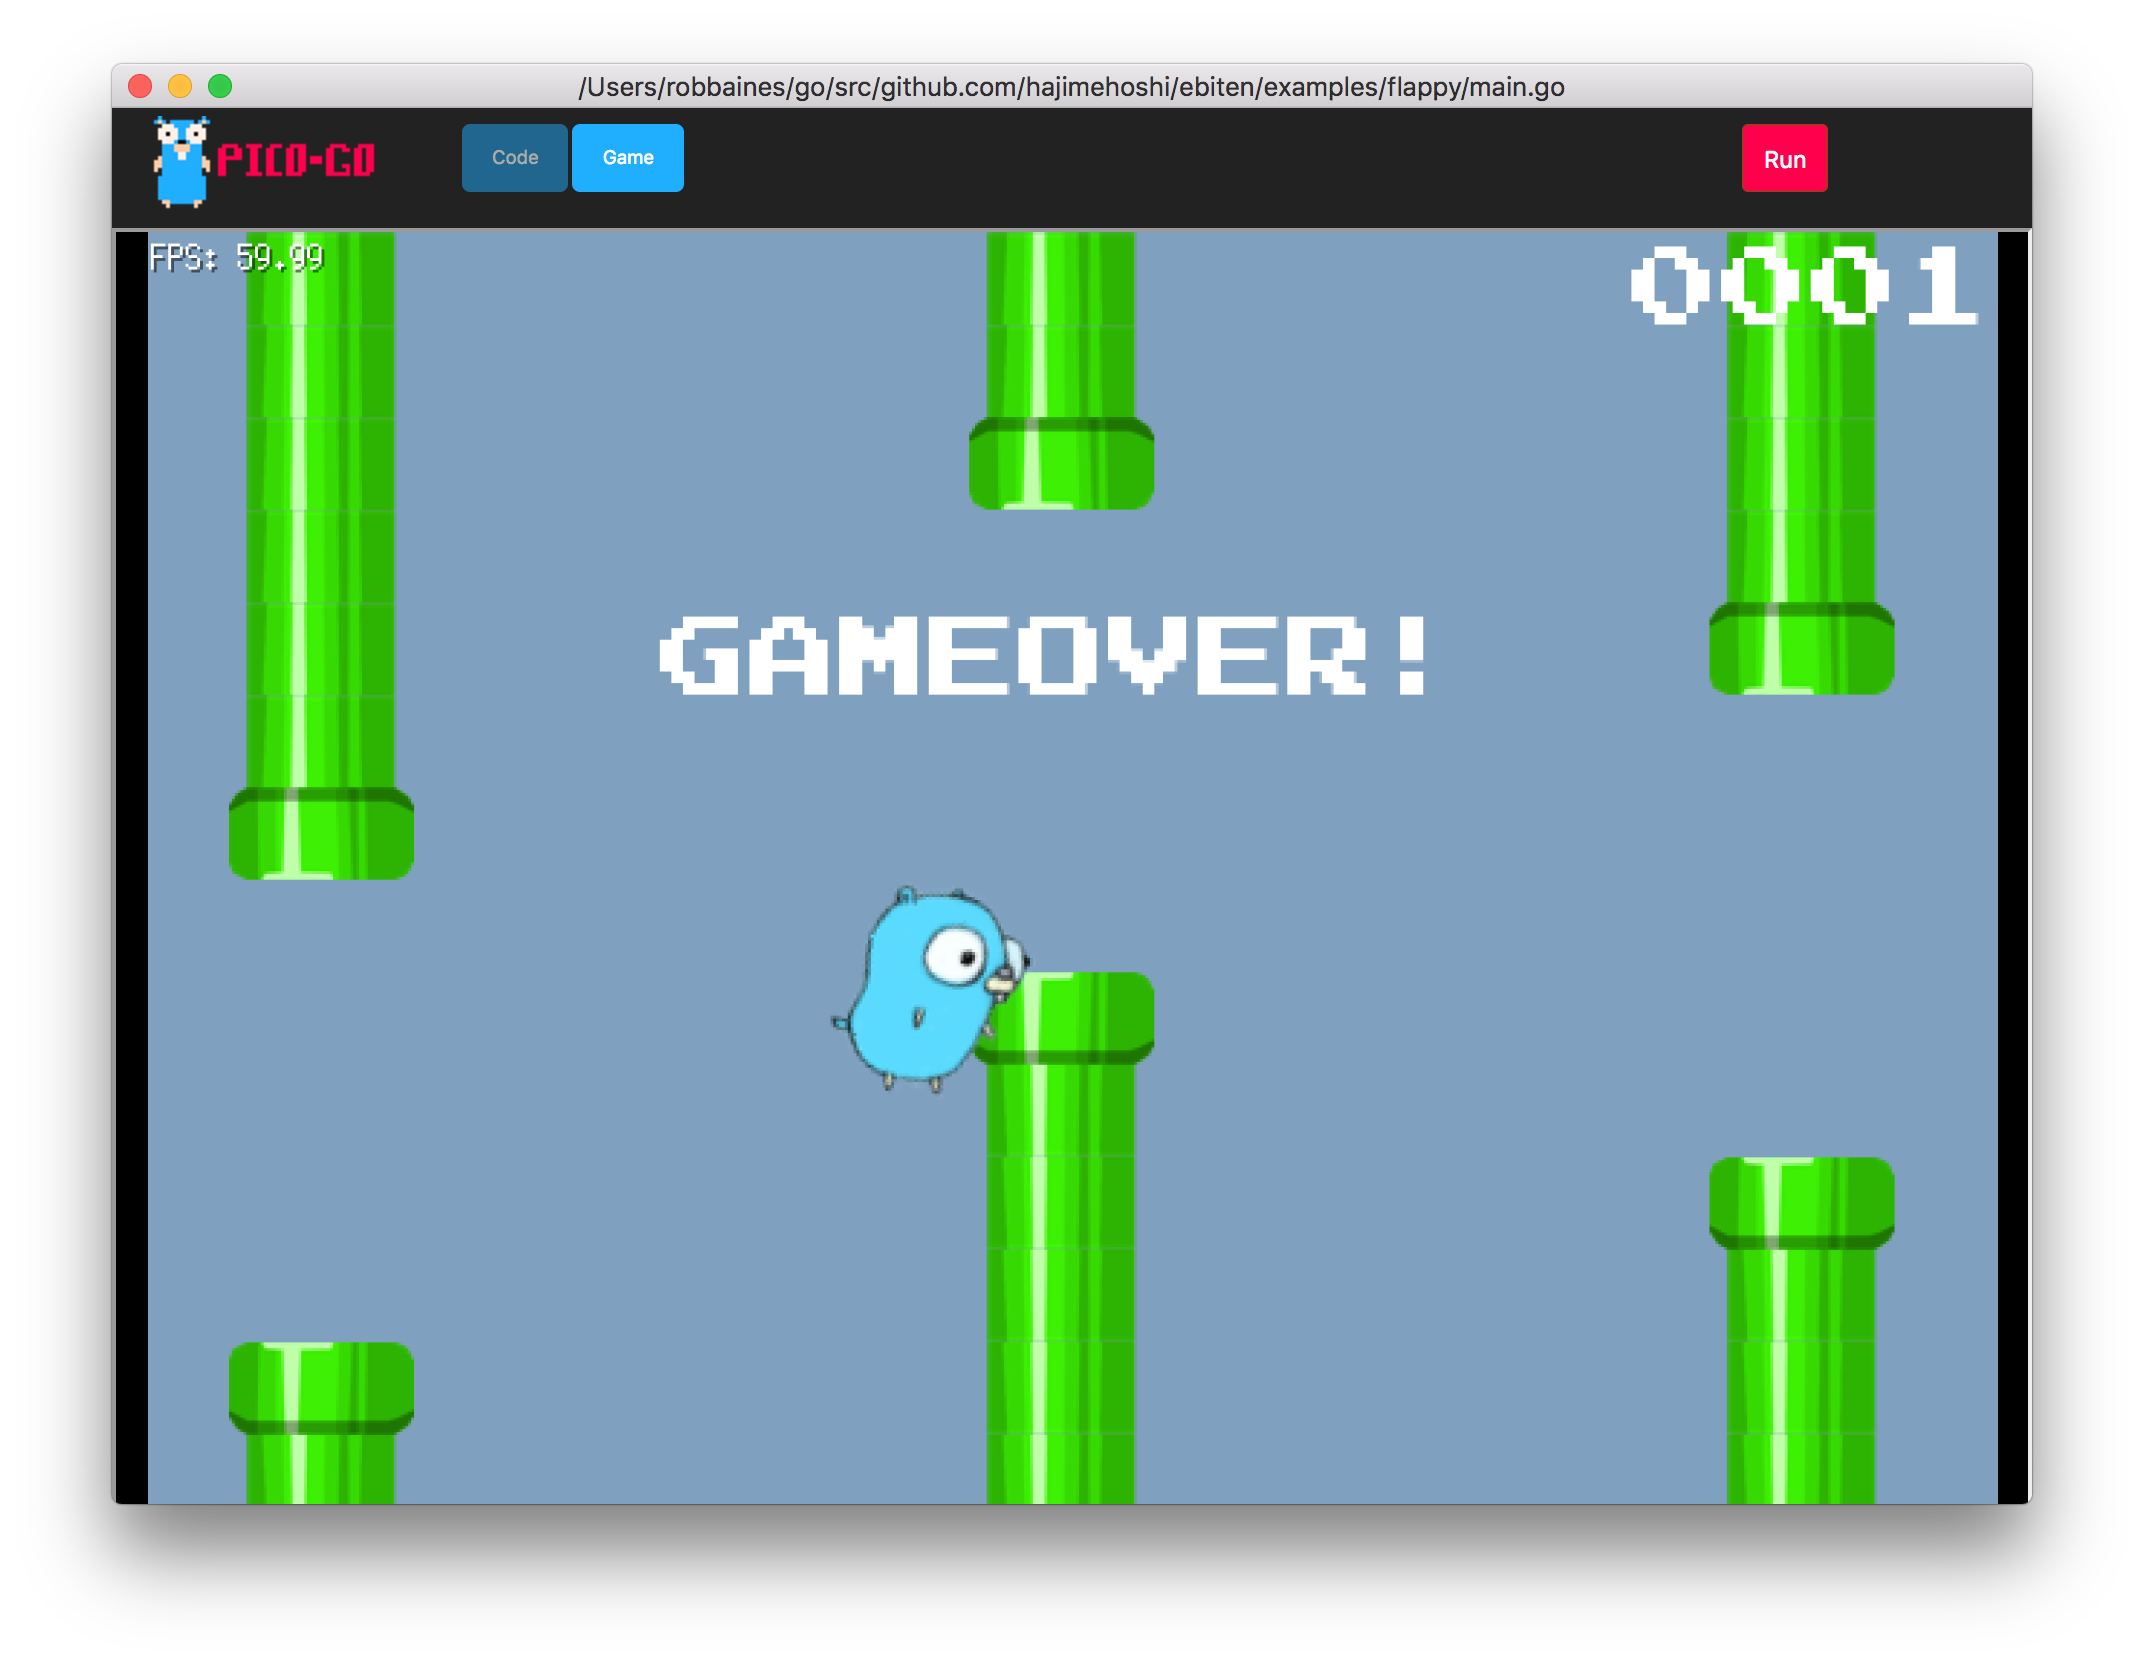 /Users/robbaines/go/src/github.com/hajimehoshi/ebiten/examples/flappy/main.go
PICO-GO
Code
Game
Run
FPS: 59.99
0001
GAMEOVER!